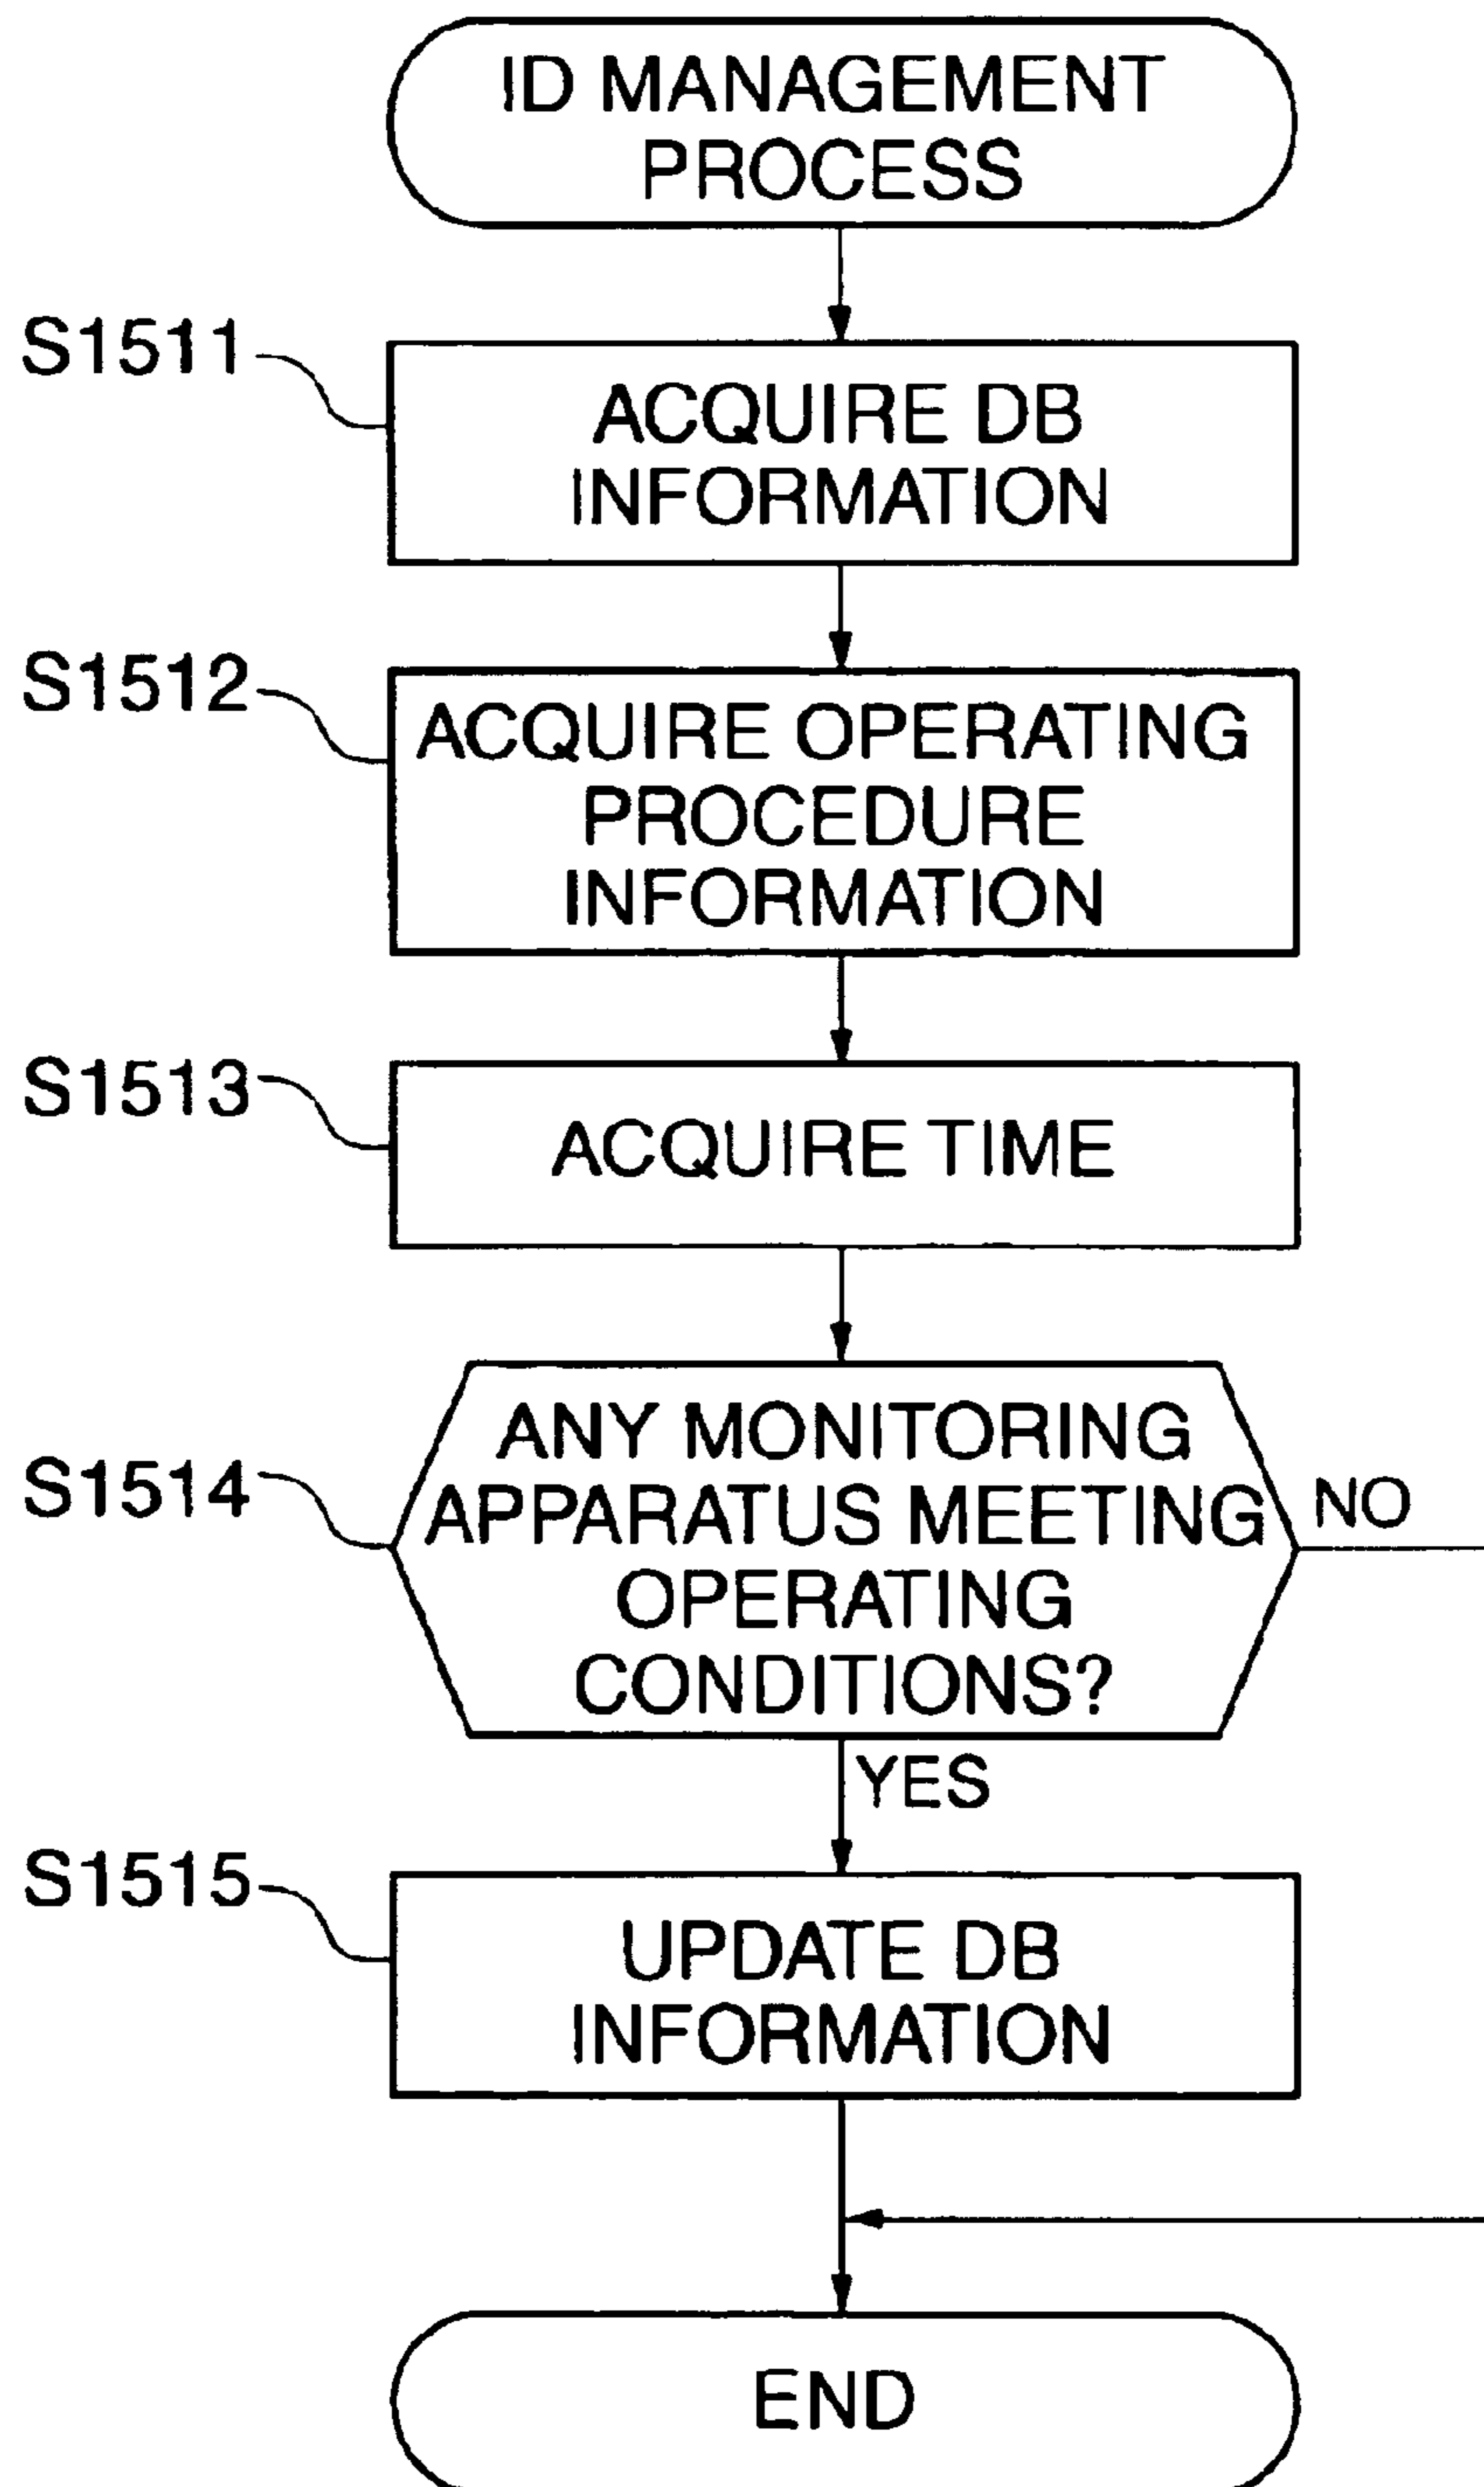 ID MANAGEMENT
PROCESS
S1511
ACQUIRE DB
INFORMATION
S1512
ACQUIRE OPERATING
PROCEDURE
INFORMATION
S1513
ACQUIRE TIME
S1514
ANY MONITORING
APPARATUS MEETING
OPERATING
CONDITIONS?
NO
YES
S1515
UPDATE DB
INFORMATION
END